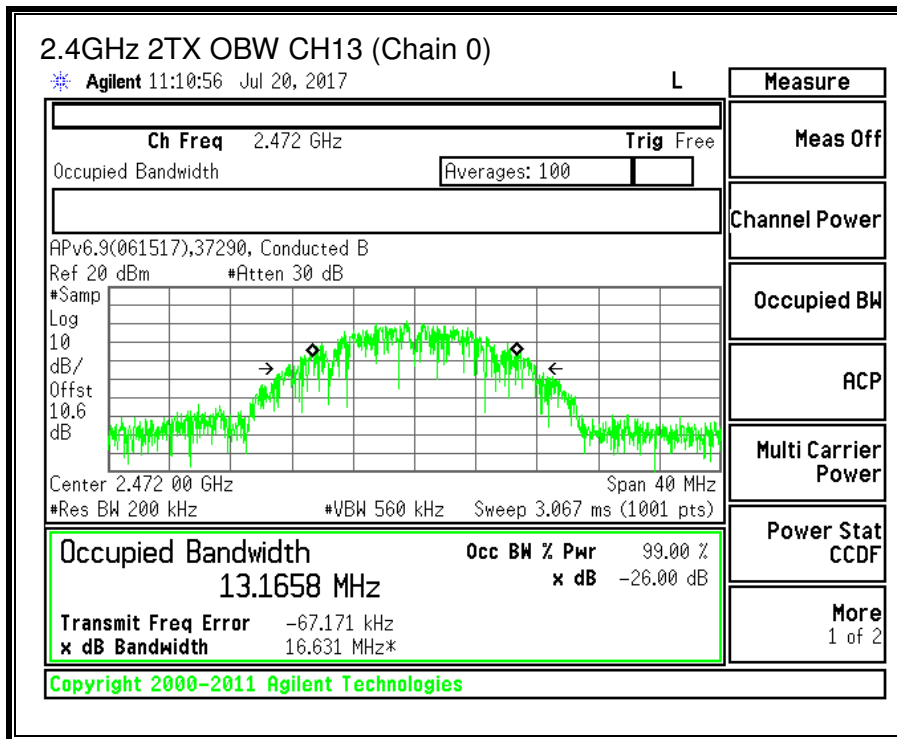 2.4GHz 2TX OBW CH13 (Chain 0)
Agilent 11:10:56 Jul 20, 2017 L
Ch Freq 2.472 GHz Trig Free
Occupied Bandwidth Averages: 100
APv6.9(061517),37290, Conducted B
Ref 20 dBm #Atten 30 dB
#Samp
Log
10
dB/
Offst
10.6
dB
Center 2.472 00 GHz Span 40 MHz
#Res BW 200 kHz #VBW 560 kHz Sweep 3.067 ms (1001 pts)
Occupied Bandwidth Occ BW % Pwr 99.00 %
13.1658 MHz x dB -26.00 dB
Transmit Freq Error -67.171 kHz
x dB Bandwidth 16.631 MHz*
Copyright 2000-2011 Agilent Technologies
Measure
Meas Off
Channel Power
Occupied BW
ACP
Multi Carrier
Power
Power Stat
CCDF
More
1 of 2